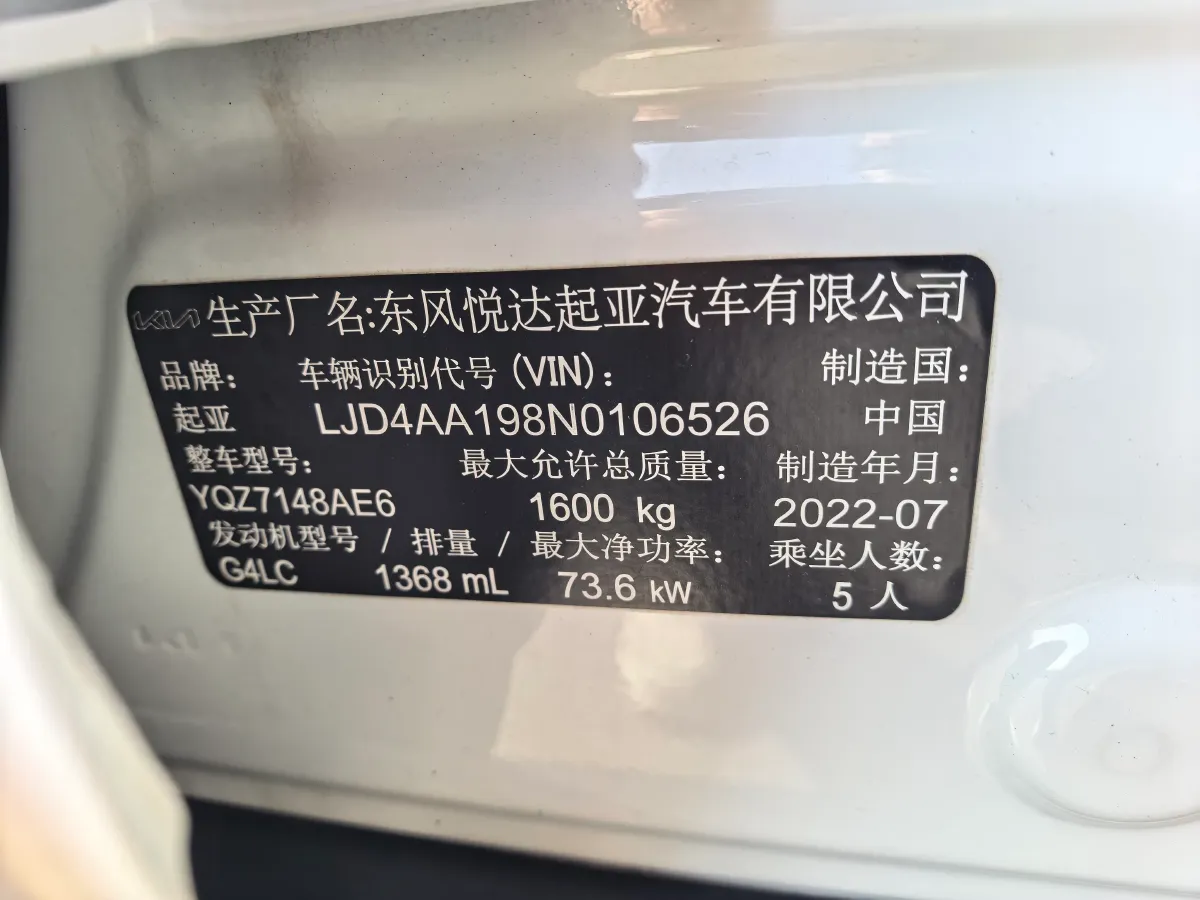 KIA 生产厂名:东风悦达起亚汽车有限公司
品牌: 车辆识别代号 (VIN): 制造国:
起亚 LJD4AA198N0106526 中国
整车型号: 最大允许总质量: 制造年月:
YQZ7148AE6 1600 kg 2022-07
发动机型号 / 排量 / 最大净功率: 乘坐人数:
G4LC 1368 mL 73.6 kW 5 人